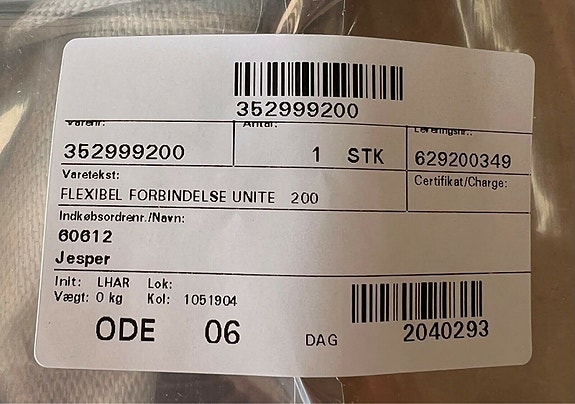 352999200
Varenr.: Antal: Leveringsnr.:
352999200 1 STK 629200349
Varetekst: Certifikat/Charge:
FLEXIBEL FORBINDELSE UNITE 200
Indkøbsordrenr./Navn:
60612
Jesper
Init: LHAR Lok:
Vægt: 0 kg Kol: 1051904
ODE 06 DAG 2040293